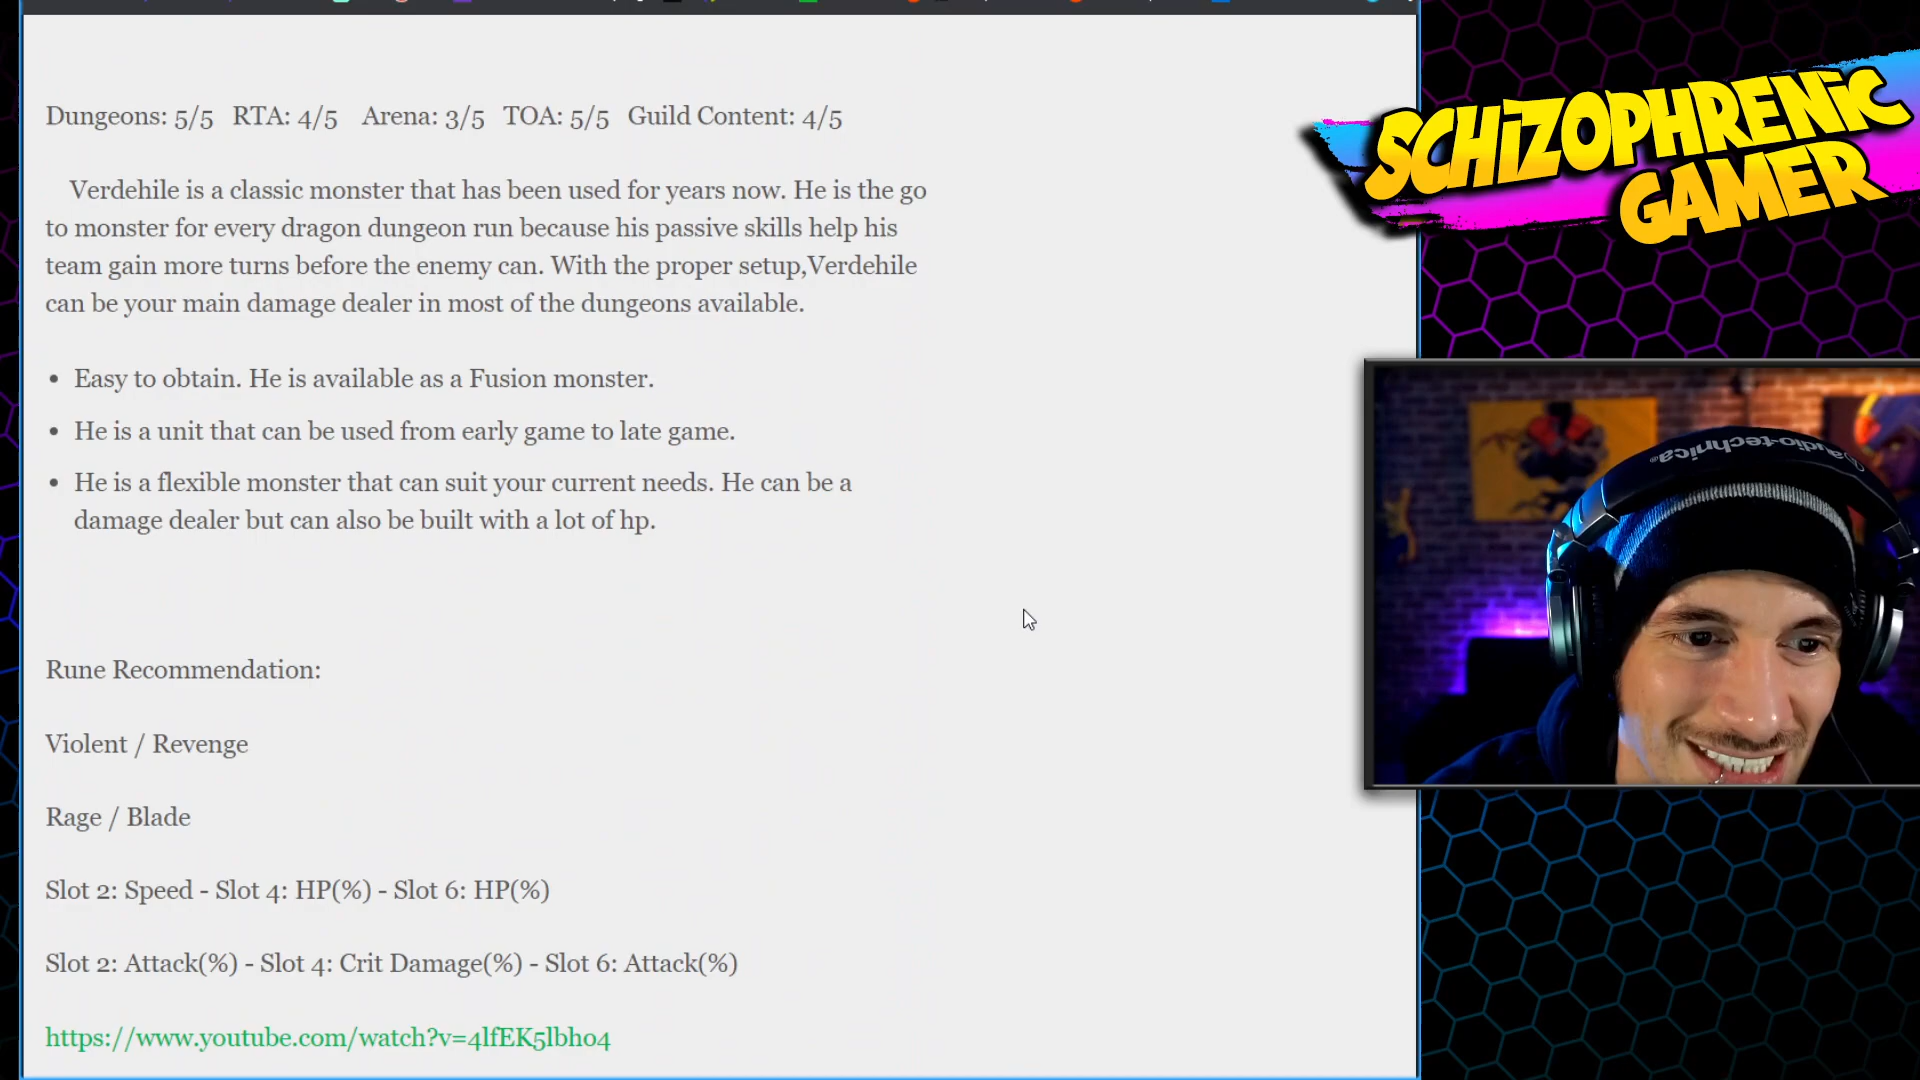 Dungeons: 5/5 RTA: 4/5 Arena: 3/5 TOA: 5/5 Guild Content: 4/5
Verdehile is a classic monster that has been used for years now. He is the go
to monster for every dragon dungeon run because his passive skills help his
team gain more turns before the enemy can. With the proper setup,Verdehile
can be your main damage dealer in most of the dungeons available.
• Easy to obtain. He is available as a Fusion monster.
• He is a unit that can be used from early game to late game.
• He is a flexible monster that can suit your current needs. He can be a
damage dealer but can also be built with a lot of hp.
Rune Recommendation:
Violent / Revenge
Rage / Blade
Slot 2: Speed - Slot 4: HP(%) - Slot 6: HP(%)
Slot 2: Attack(%) - Slot 4: Crit Damage(%) - Slot 6: Attack(%)
https://www.youtube.com/watch?v=4lfEK5lbho4
SCHiZOPHRENiC
GAMER
audio-technica